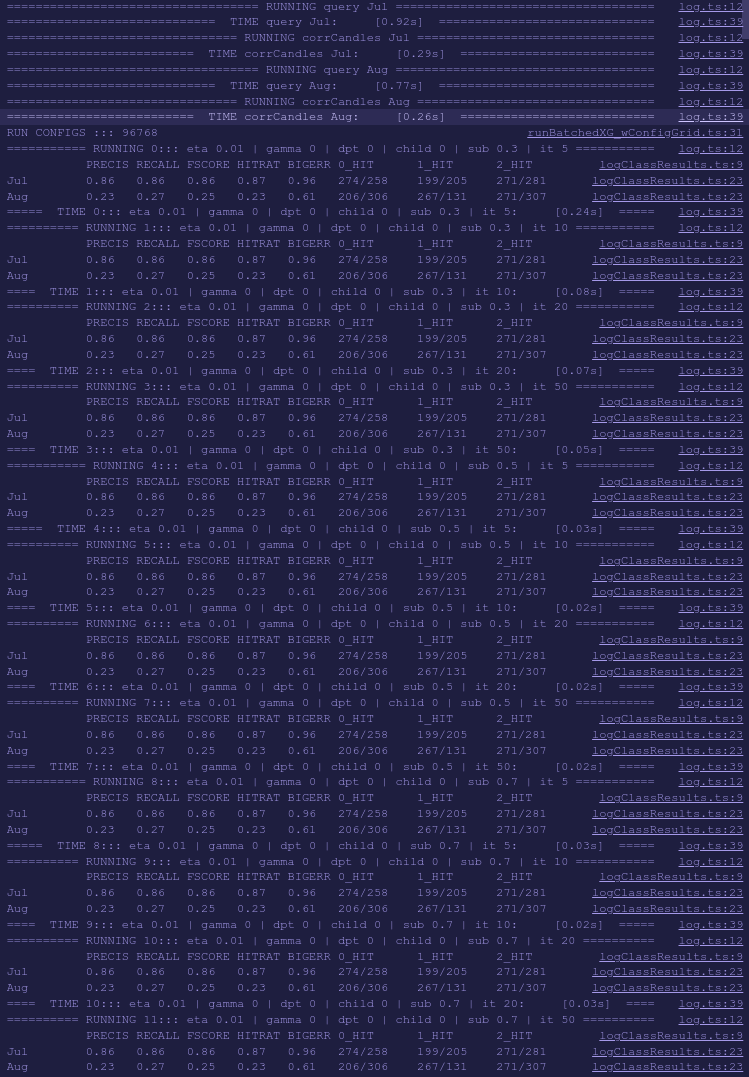 =================================== RUNNING query Jul ==================================== log.ts:12
============================= TIME query Jul: [0.92s] ============================== log.ts:39
================================ RUNNING corrCandles Jul ================================== log.ts:12
========================== TIME corrCandles Jul: [0.29s] =========================== log.ts:39
=================================== RUNNING query Aug ==================================== log.ts:12
============================= TIME query Aug: [0.77s] ============================== log.ts:39
================================ RUNNING corrCandles Aug ================================== log.ts:12
========================== TIME corrCandles Aug: [0.26s] =========================== log.ts:39
RUN CONFIGS ::: 96768 runBatchedXG_wConfigGrid.ts:31
=========== RUNNING 0::: eta 0.01 | gamma 0 | dpt 0 | child 0 | sub 0.3 | it 5 =========== log.ts:12
PRECIS RECALL FSCORE HITRAT BIGERR 0_HIT 1_HIT 2_HIT logClassResults.ts:9
Jul 0.86 0.86 0.86 0.87 0.96 274/258 199/205 271/281 logClassResults.ts:23
Aug 0.23 0.27 0.25 0.23 0.61 206/306 267/131 271/307 logClassResults.ts:23
===== TIME 0::: eta 0.01 | gamma 0 | dpt 0 | child 0 | sub 0.3 | it 5: [0.24s] ===== log.ts:39
========== RUNNING 1::: eta 0.01 | gamma 0 | dpt 0 | child 0 | sub 0.3 | it 10 =========== log.ts:12
PRECIS RECALL FSCORE HITRAT BIGERR 0_HIT 1_HIT 2_HIT logClassResults.ts:9
Jul 0.86 0.86 0.86 0.87 0.96 274/258 199/205 271/281 logClassResults.ts:23
Aug 0.23 0.27 0.25 0.23 0.61 206/306 267/131 271/307 logClassResults.ts:23
==== TIME 1::: eta 0.01 | gamma 0 | dpt 0 | child 0 | sub 0.3 | it 10: [0.08s] ===== log.ts:39
========== RUNNING 2::: eta 0.01 | gamma 0 | dpt 0 | child 0 | sub 0.3 | it 20 =========== log.ts:12
PRECIS RECALL FSCORE HITRAT BIGERR 0_HIT 1_HIT 2_HIT logClassResults.ts:9
Jul 0.86 0.86 0.86 0.87 0.96 274/258 199/205 271/281 logClassResults.ts:23
Aug 0.23 0.27 0.25 0.23 0.61 206/306 267/131 271/307 logClassResults.ts:23
==== TIME 2::: eta 0.01 | gamma 0 | dpt 0 | child 0 | sub 0.3 | it 20: [0.07s] ===== log.ts:39
========== RUNNING 3::: eta 0.01 | gamma 0 | dpt 0 | child 0 | sub 0.3 | it 50 =========== log.ts:12
PRECIS RECALL FSCORE HITRAT BIGERR 0_HIT 1_HIT 2_HIT logClassResults.ts:9
Jul 0.86 0.86 0.86 0.87 0.96 274/258 199/205 271/281 logClassResults.ts:23
Aug 0.23 0.27 0.25 0.23 0.61 206/306 267/131 271/307 logClassResults.ts:23
==== TIME 3::: eta 0.01 | gamma 0 | dpt 0 | child 0 | sub 0.3 | it 50: [0.05s] ===== log.ts:39
=========== RUNNING 4::: eta 0.01 | gamma 0 | dpt 0 | child 0 | sub 0.5 | it 5 =========== log.ts:12
PRECIS RECALL FSCORE HITRAT BIGERR 0_HIT 1_HIT 2_HIT logClassResults.ts:9
Jul 0.86 0.86 0.86 0.87 0.96 274/258 199/205 271/281 logClassResults.ts:23
Aug 0.23 0.27 0.25 0.23 0.61 206/306 267/131 271/307 logClassResults.ts:23
===== TIME 4::: eta 0.01 | gamma 0 | dpt 0 | child 0 | sub 0.5 | it 5: [0.03s] ===== log.ts:39
========== RUNNING 5::: eta 0.01 | gamma 0 | dpt 0 | child 0 | sub 0.5 | it 10 =========== log.ts:12
PRECIS RECALL FSCORE HITRAT BIGERR 0_HIT 1_HIT 2_HIT logClassResults.ts:9
Jul 0.86 0.86 0.86 0.87 0.96 274/258 199/205 271/281 logClassResults.ts:23
Aug 0.23 0.27 0.25 0.23 0.61 206/306 267/131 271/307 logClassResults.ts:23
==== TIME 5::: eta 0.01 | gamma 0 | dpt 0 | child 0 | sub 0.5 | it 10: [0.02s] ===== log.ts:39
========== RUNNING 6::: eta 0.01 | gamma 0 | dpt 0 | child 0 | sub 0.5 | it 20 =========== log.ts:12
PRECIS RECALL FSCORE HITRAT BIGERR 0_HIT 1_HIT 2_HIT logClassResults.ts:9
Jul 0.86 0.86 0.86 0.87 0.96 274/258 199/205 271/281 logClassResults.ts:23
Aug 0.23 0.27 0.25 0.23 0.61 206/306 267/131 271/307 logClassResults.ts:23
==== TIME 6::: eta 0.01 | gamma 0 | dpt 0 | child 0 | sub 0.5 | it 20: [0.02s] ===== log.ts:39
========== RUNNING 7::: eta 0.01 | gamma 0 | dpt 0 | child 0 | sub 0.5 | it 50 =========== log.ts:12
PRECIS RECALL FSCORE HITRAT BIGERR 0_HIT 1_HIT 2_HIT logClassResults.ts:9
Jul 0.86 0.86 0.86 0.87 0.96 274/258 199/205 271/281 logClassResults.ts:23
Aug 0.23 0.27 0.25 0.23 0.61 206/306 267/131 271/307 logClassResults.ts:23
==== TIME 7::: eta 0.01 | gamma 0 | dpt 0 | child 0 | sub 0.5 | it 50: [0.02s] ===== log.ts:39
=========== RUNNING 8::: eta 0.01 | gamma 0 | dpt 0 | child 0 | sub 0.7 | it 5 =========== log.ts:12
PRECIS RECALL FSCORE HITRAT BIGERR 0_HIT 1_HIT 2_HIT logClassResults.ts:9
Jul 0.86 0.86 0.86 0.87 0.96 274/258 199/205 271/281 logClassResults.ts:23
Aug 0.23 0.27 0.25 0.23 0.61 206/306 267/131 271/307 logClassResults.ts:23
===== TIME 8::: eta 0.01 | gamma 0 | dpt 0 | child 0 | sub 0.7 | it 5: [0.03s] ===== log.ts:39
========== RUNNING 9::: eta 0.01 | gamma 0 | dpt 0 | child 0 | sub 0.7 | it 10 =========== log.ts:12
PRECIS RECALL FSCORE HITRAT BIGERR 0_HIT 1_HIT 2_HIT logClassResults.ts:9
Jul 0.86 0.86 0.86 0.87 0.96 274/258 199/205 271/281 logClassResults.ts:23
Aug 0.23 0.27 0.25 0.23 0.61 206/306 267/131 271/307 logClassResults.ts:23
==== TIME 9::: eta 0.01 | gamma 0 | dpt 0 | child 0 | sub 0.7 | it 10: [0.02s] ===== log.ts:39
========== RUNNING 10::: eta 0.01 | gamma 0 | dpt 0 | child 0 | sub 0.7 | it 20 ========== log.ts:12
PRECIS RECALL FSCORE HITRAT BIGERR 0_HIT 1_HIT 2_HIT logClassResults.ts:9
Jul 0.86 0.86 0.86 0.87 0.96 274/258 199/205 271/281 logClassResults.ts:23
Aug 0.23 0.27 0.25 0.23 0.61 206/306 267/131 271/307 logClassResults.ts:23
==== TIME 10::: eta 0.01 | gamma 0 | dpt 0 | child 0 | sub 0.7 | it 20: [0.03s] ==== log.ts:39
========== RUNNING 11::: eta 0.01 | gamma 0 | dpt 0 | child 0 | sub 0.7 | it 50 ========== log.ts:12
PRECIS RECALL FSCORE HITRAT BIGERR 0_HIT 1_HIT 2_HIT logClassResults.ts:9
Jul 0.86 0.86 0.86 0.87 0.96 274/258 199/205 271/281 logClassResults.ts:23
Aug 0.23 0.27 0.25 0.23 0.61 206/306 267/131 271/307 logClassResults.ts:23